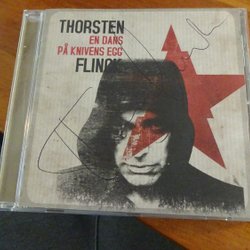 THORSTEN
EN DANS
PÅ KNIVENS EGG
FLINCK